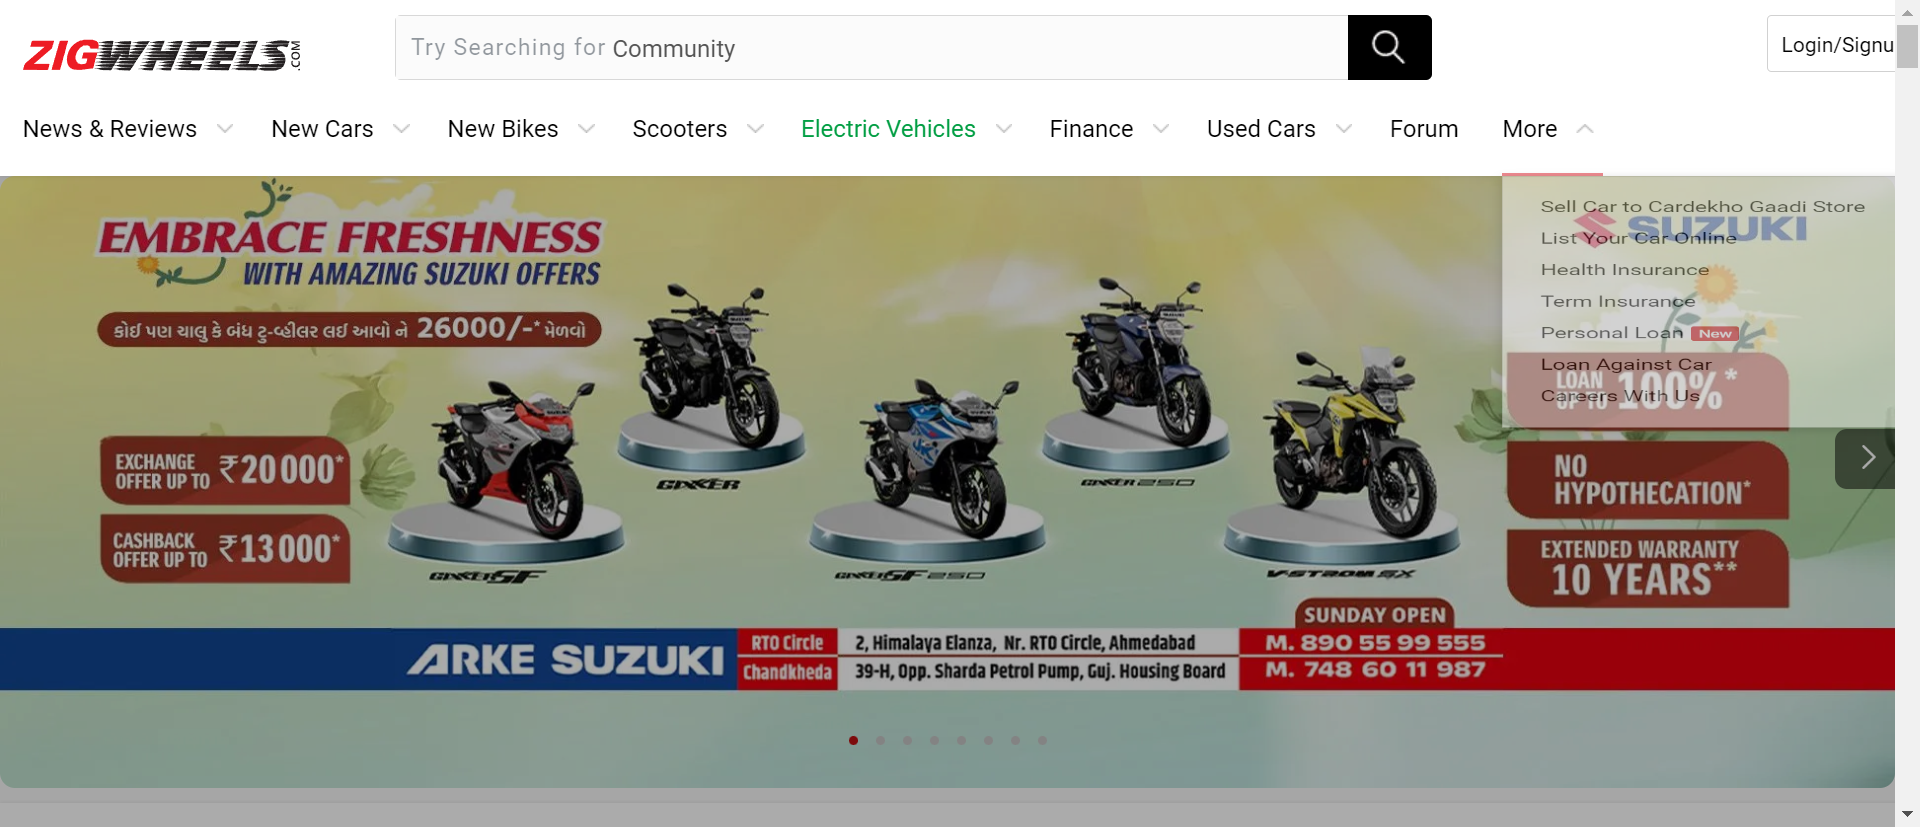 ZIGWHEELS.COM
Try Searching for Community
Login/Signu
News & Reviews
New Cars
New Bikes
Scooters
Electric Vehicles
Finance
Used Cars
Forum
More
Sell Car to Cardekho Gaadi Store
List Your Car Online
Health Insurance
Term Insurance
Personal Loan New
Loan Against Car
Careers With Us
SUZUKI
EMBRACE FRESHNESS
WITH AMAZING SUZUKI OFFERS
કોઈ પણ ચાલુ કે બંધ ટુ-વ્હીલર લઈ આવો ને 26000/-* મેળવો
EXCHANGE
OFFER UP TO ₹20000*
CASHBACK
OFFER UP TO ₹13000*
GIXXER
GIXXER 250
GIXXER SF
GIXXER SF 250
V-STROM SX
LOAN
UP TO 100%*
NO
HYPOTHECATION*
EXTENDED WARRANTY
10 YEARS**
SUNDAY OPEN
ARKE SUZUKI
RTO Circle
2, Himalaya Elanza, Nr. RTO Circle, Ahmedabad
M. 890 55 99 555
Chandkheda
39-H, Opp. Sharda Petrol Pump, Guj. Housing Board
M. 748 60 11 987